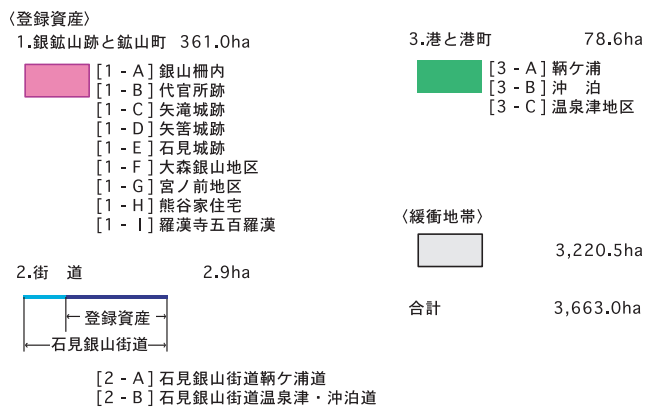 〈登録資産〉
1.銀鉱山跡と鉱山町 361.0ha
[1 - A] 銀山柵内
[1 - B] 代官所跡
[1 - C] 矢滝城跡
[1 - D] 矢筈城跡
[1 - E] 石見城跡
[1 - F] 大森銀山地区
[1 - G] 宮ノ前地区
[1 - H] 熊谷家住宅
[1 - I] 羅漢寺五百羅漢
2.街 道 2.9ha
登録資産
石見銀山街道
[2 - A] 石見銀山街道鞆ケ浦道
[2 - B] 石見銀山街道温泉津・沖泊道
3.港と港町 78.6ha
[3 - A] 鞆ケ浦
[3 - B] 沖 泊
[3 - C] 温泉津地区
〈緩衝地帯〉
3,220.5ha
合計 3,663.0ha